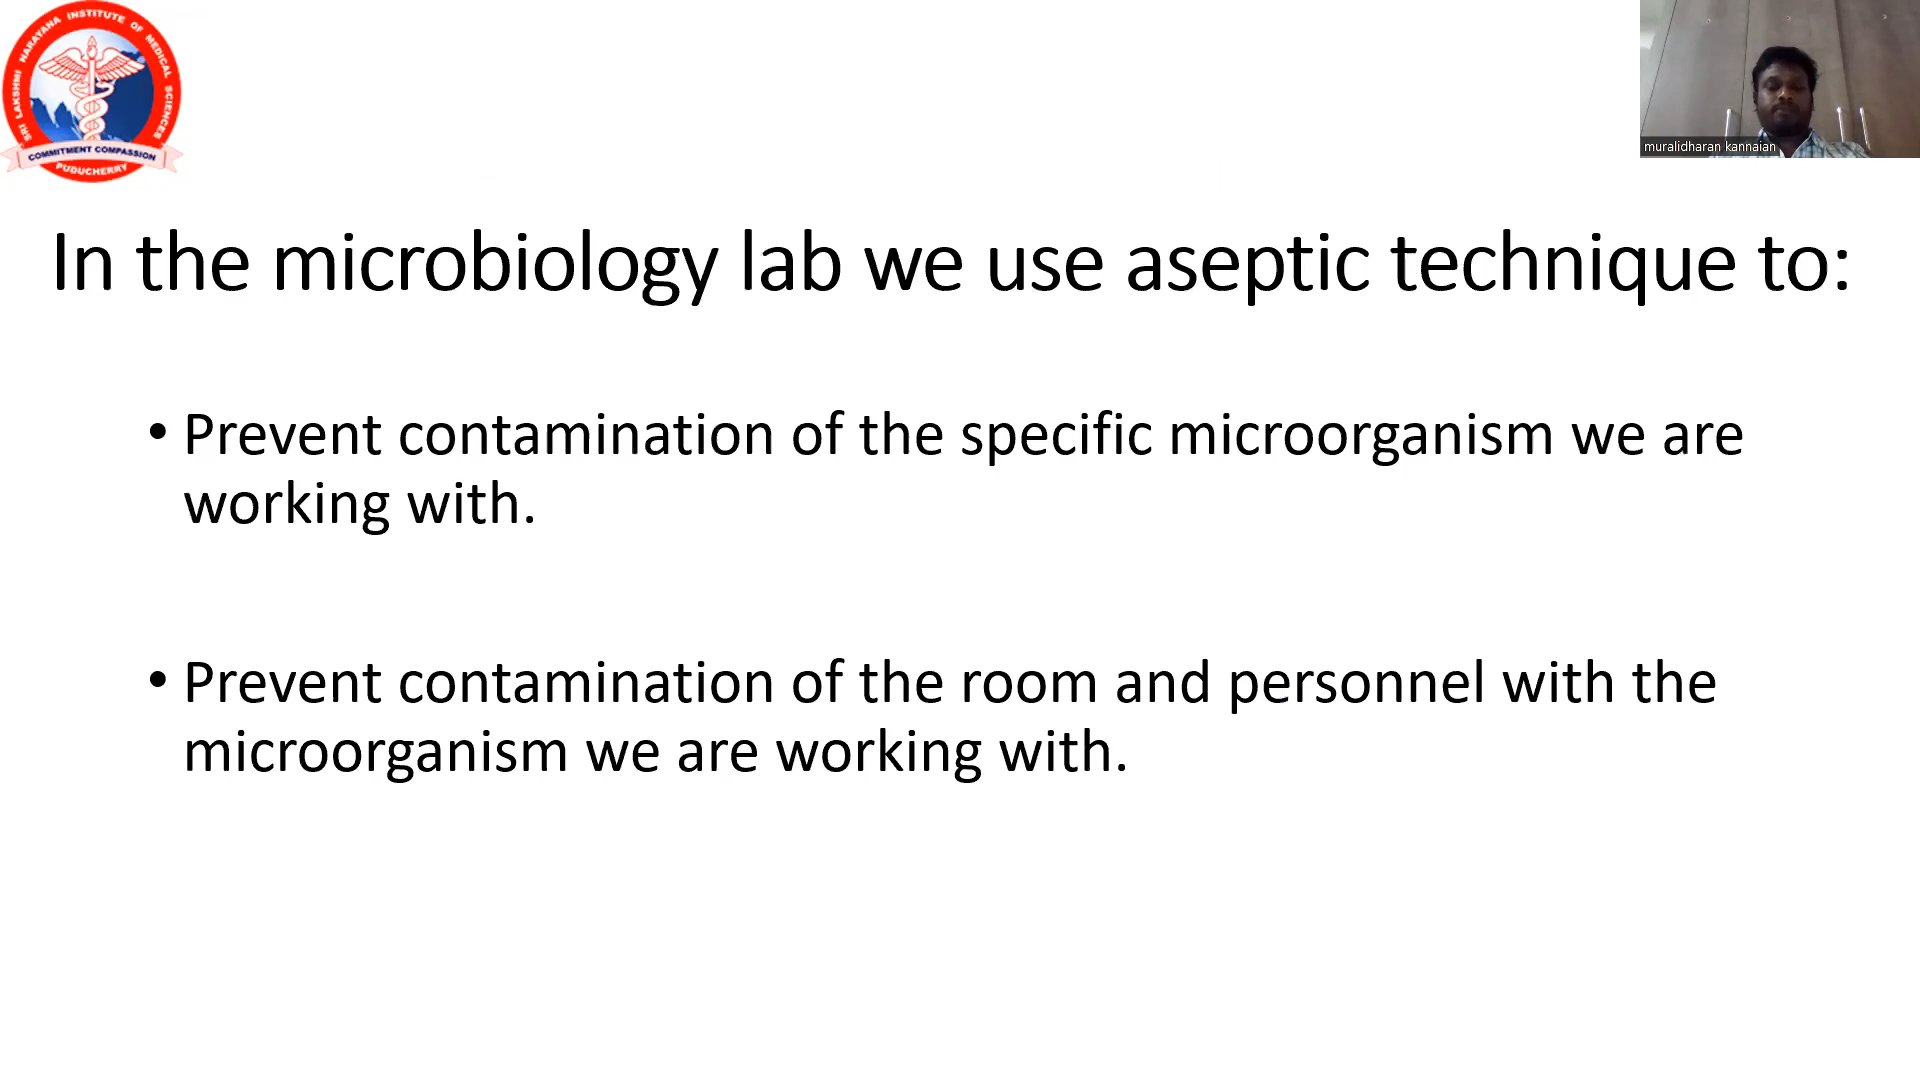 SRI LAKSHMI NARAYANA INSTITUTE OF MEDICAL SCIENCES
COMMITMENT COMPASSION
PUDUCHERRY
muralidharan kannaian
In the microbiology lab we use aseptic technique to:
• Prevent contamination of the specific microorganism we are
working with.
• Prevent contamination of the room and personnel with the
microorganism we are working with.